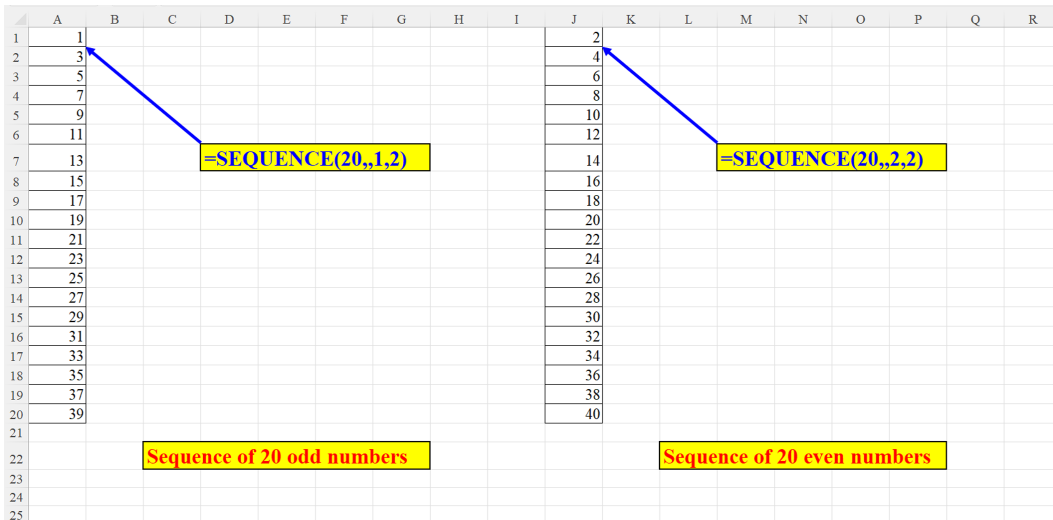 A B C D E F G H I J K L M N O P Q R
1 1 2
2 3 4
3 5 6
4 7 8
5 9 10
6 11 12
7 13 =SEQUENCE(20,,1,2) 14 =SEQUENCE(20,,2,2)
8 15 16
9 17 18
10 19 20
11 21 22
12 23 24
13 25 26
14 27 28
15 29 30
16 31 32
17 33 34
18 35 36
19 37 38
20 39 40
21
22 Sequence of 20 odd numbers Sequence of 20 even numbers
23
24
25